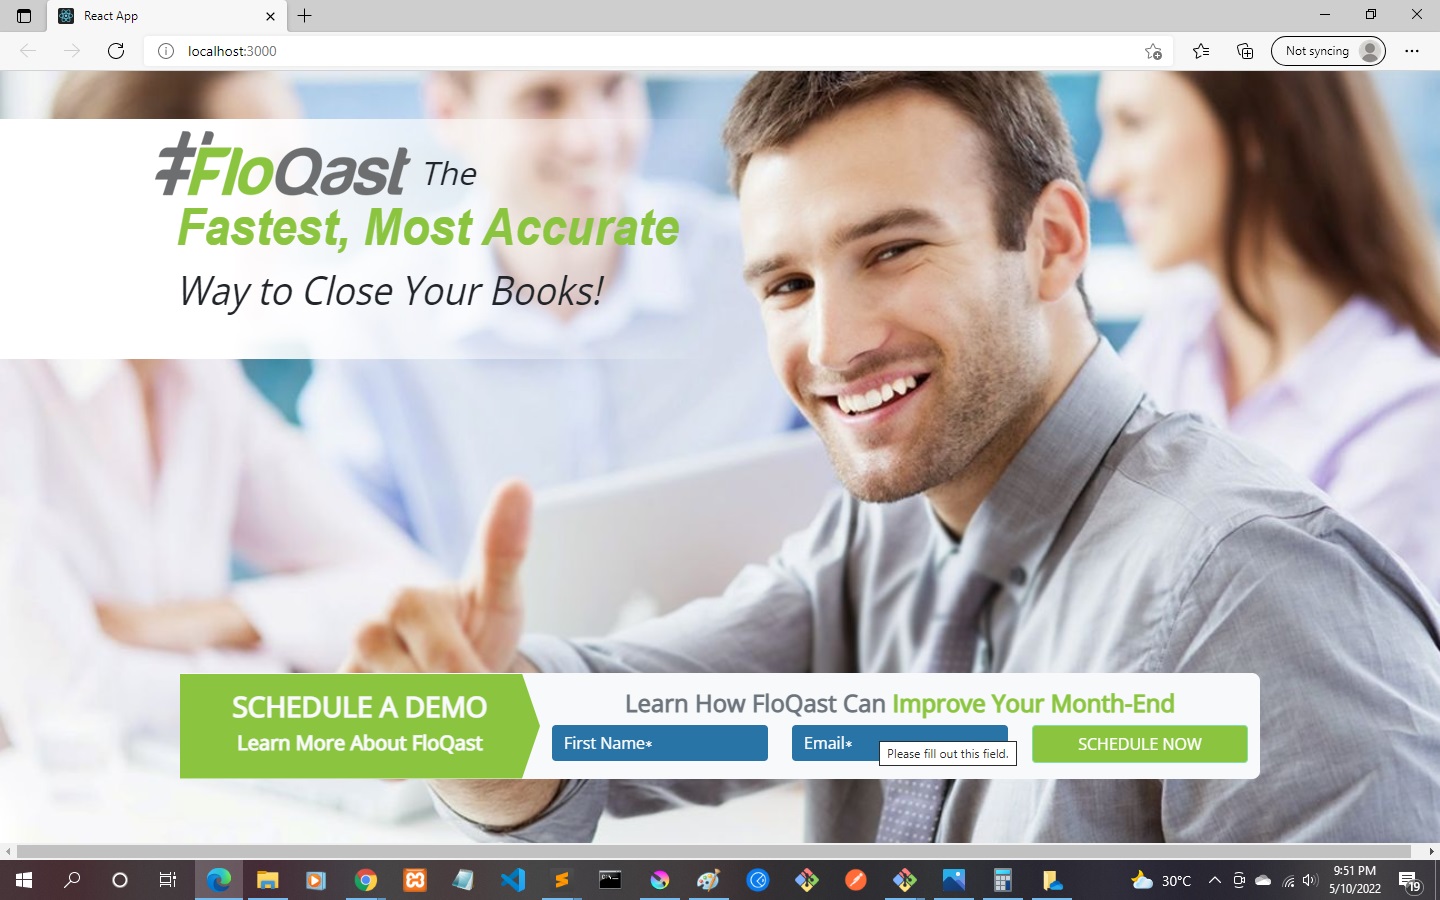 React App
localhost:3000
Not syncing
#FloQast The
Fastest, Most Accurate
Way to Close Your Books!
SCHEDULE A DEMO
Learn More About FloQast
Learn How FloQast Can Improve Your Month-End
First Name*
Email*
SCHEDULE NOW
Please fill out this field.
30°C
9:51 PM
5/10/2022
19